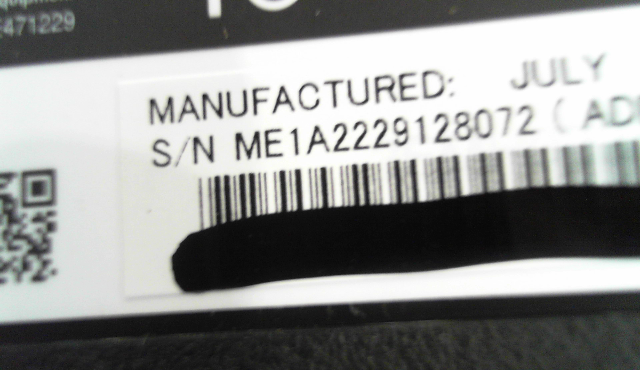 E471229
MANUFACTURED: JULY
S/N ME1A2229128072 ( AD